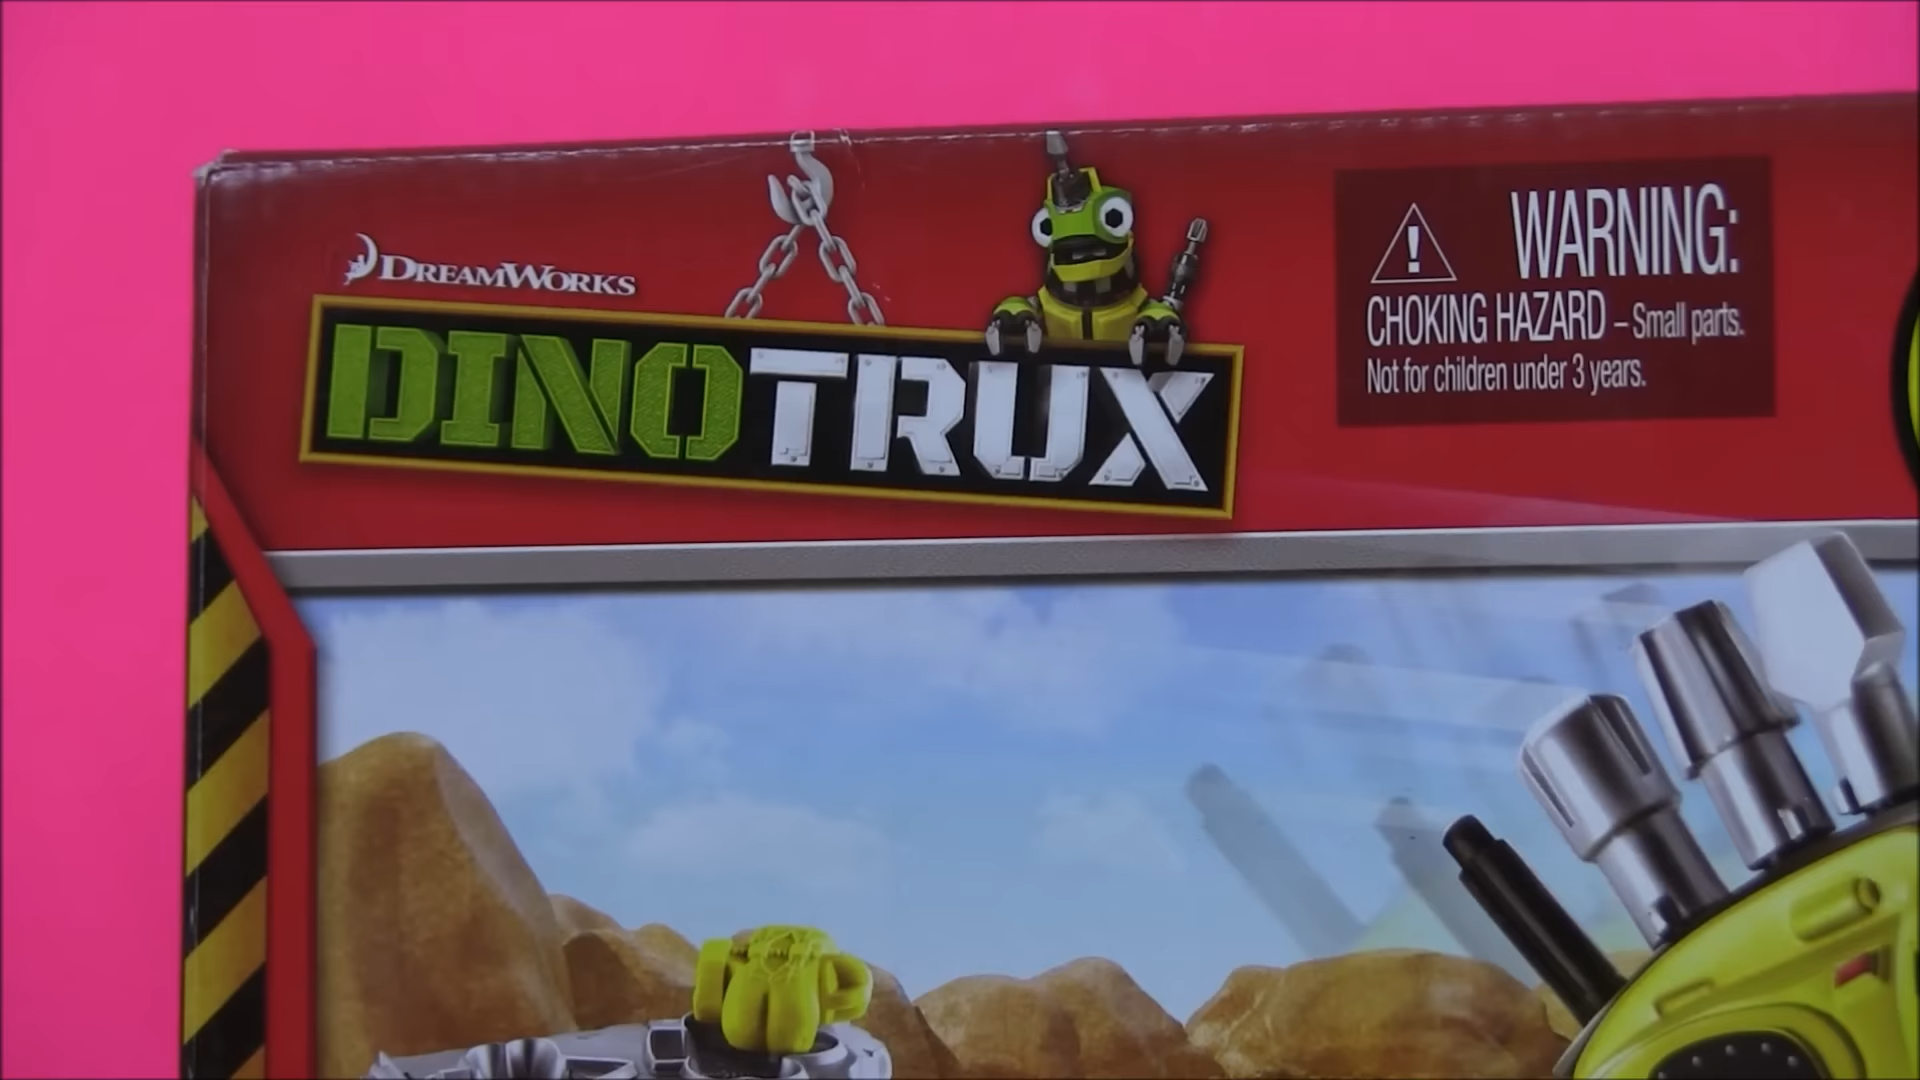 DREAMWORKS
DINOTRUX
WARNING:
CHOKING HAZARD – Small parts.
Not for children under 3 years.